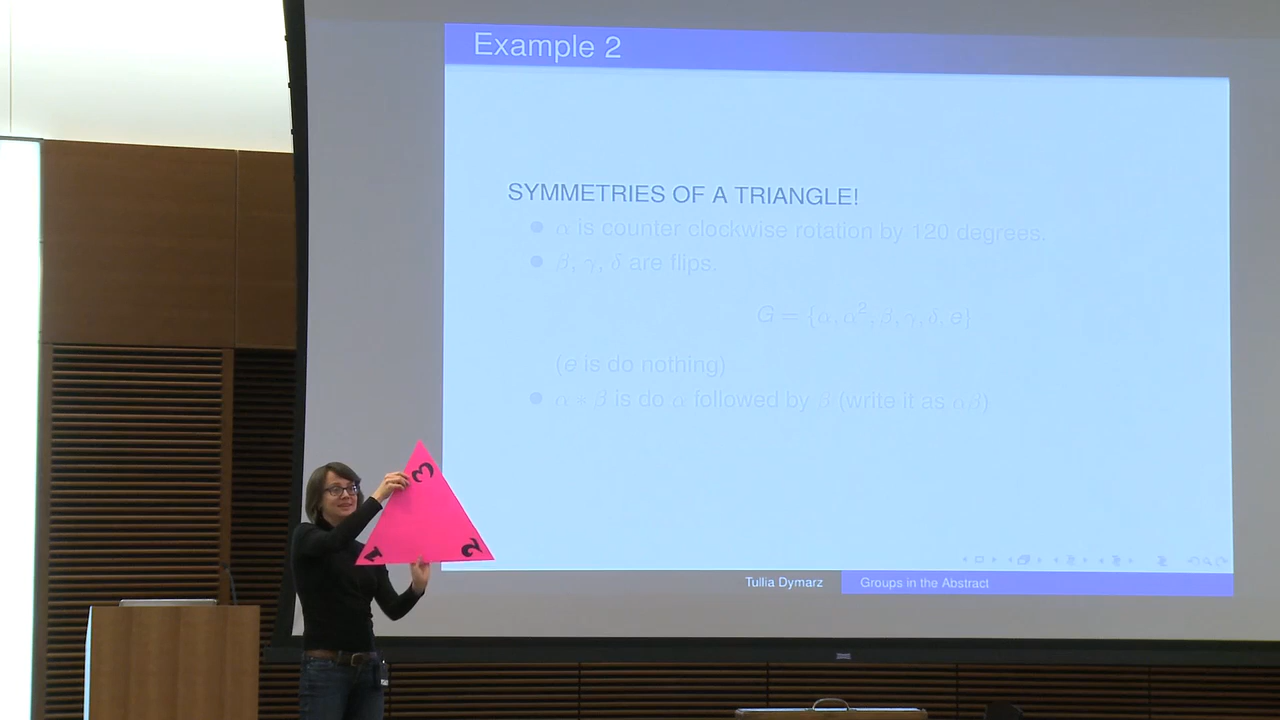 Example 2
SYMMETRIES OF A TRIANGLE!
α is counter clockwise rotation by 120 degrees.
β, γ, δ are flips.
G = {α, α², β, γ, δ, e}
(e is do nothing)
α ∗ β is do α followed by β (write it as αβ)
3
1
2
Tullia Dymarz
Groups in the Abstract